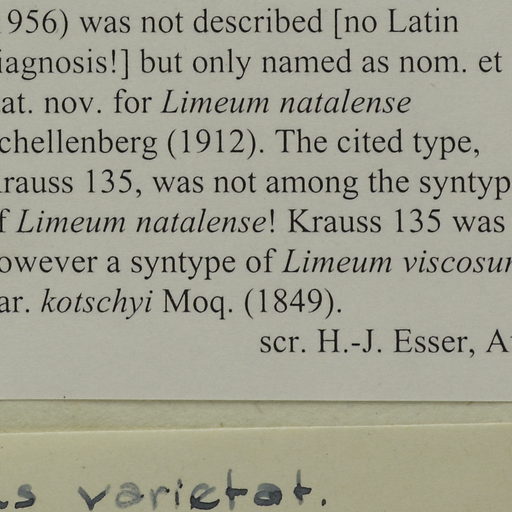 956) was not described [no Latin
iagnosis!] but only named as nom. et
at. nov. for Limeum natalense
chellenberg (1912). The cited type,
rauss 135, was not among the syntyp
f Limeum natalense! Krauss 135 was
owever a syntype of Limeum viscosu
ar. kotschyi Moq. (1849).
scr. H.-J. Esser, A
s varietat.